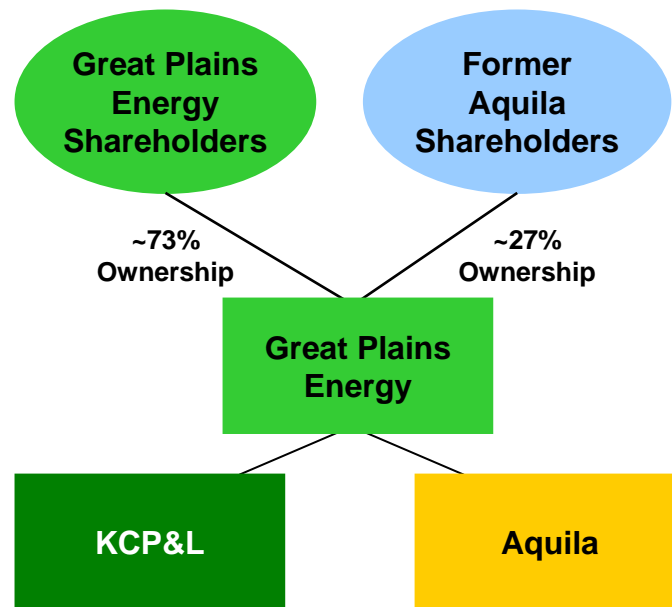 Great Plains
Energy
Shareholders
Former
Aquila
Shareholders
~73%
Ownership
~27%
Ownership
Great Plains
Energy
KCP&L
Aquila